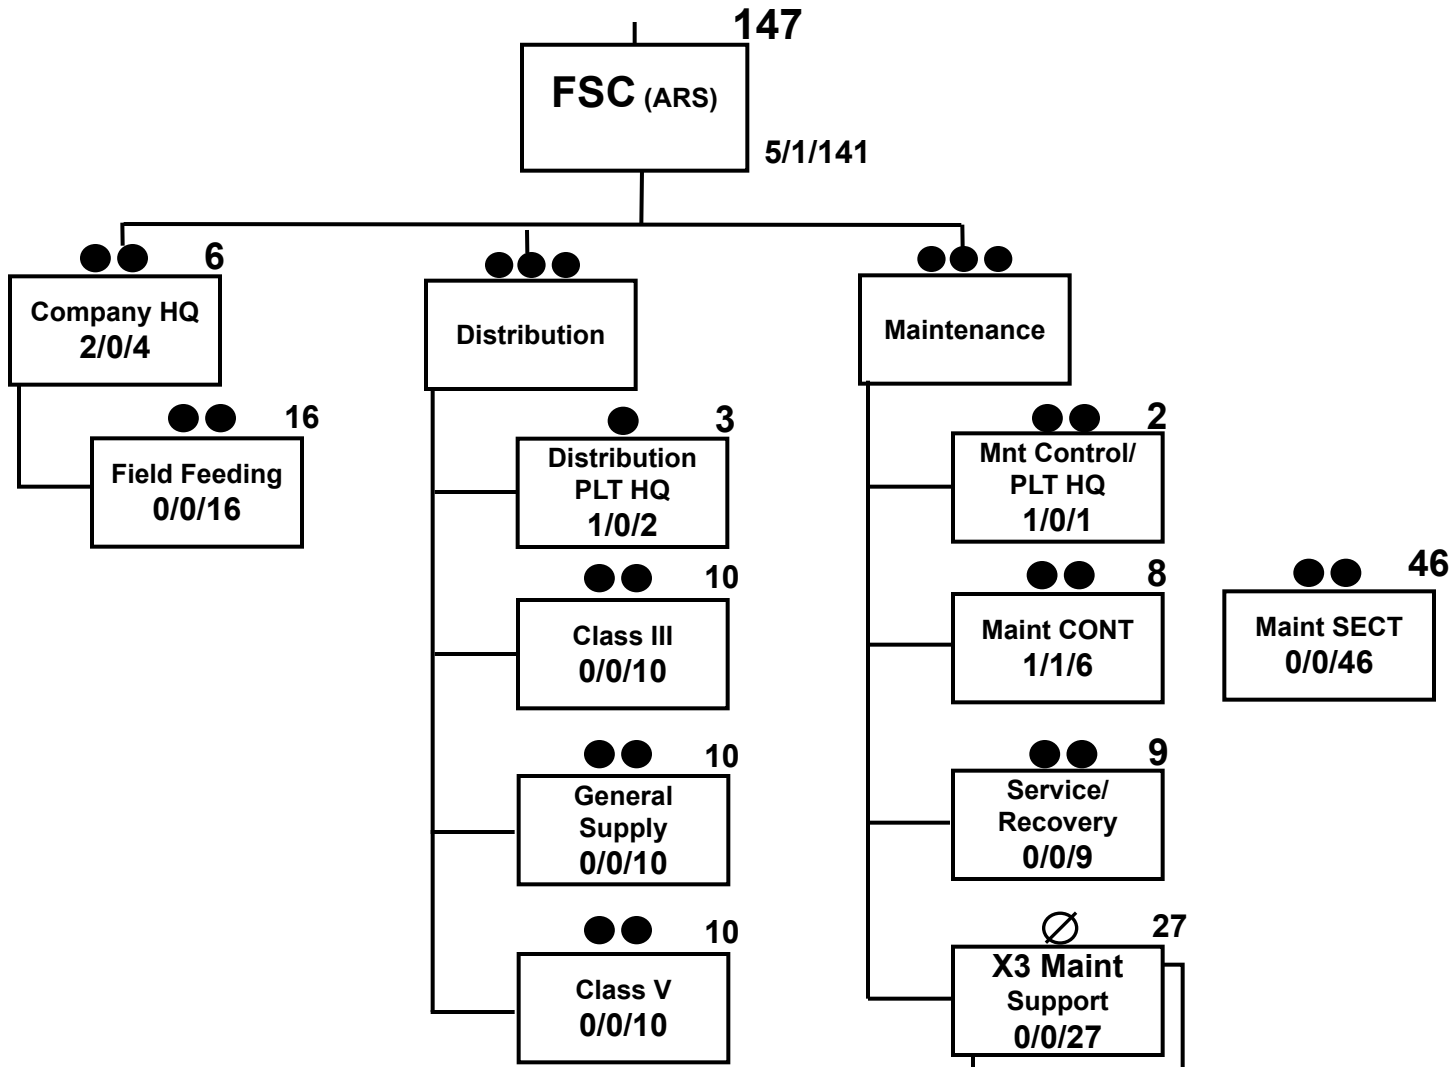 147
FSC (ARS)
5/1/141
6
Company HQ
2/0/4
16
Field Feeding
0/0/16
Distribution
3
Distribution
PLT HQ
1/0/2
10
Class III
0/0/10
10
General
Supply
0/0/10
10
Class V
0/0/10
Maintenance
2
Mnt Control/
PLT HQ
1/0/1
8
Maint CONT
1/1/6
46
Maint SECT
0/0/46
9
Service/
Recovery
0/0/9
27
X3 Maint
Support
0/0/27